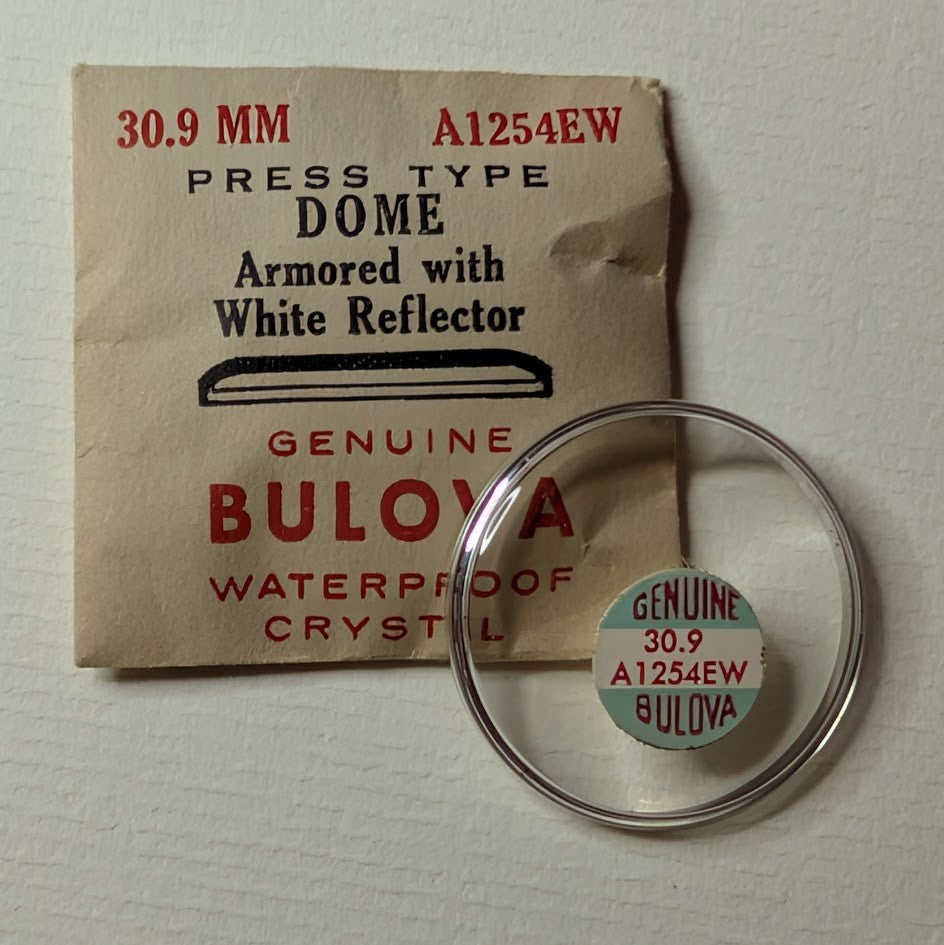 30.9 MM A1254EW
PRESS TYPE
DOME
Armored with
White Reflector
GENUINE
BULOVA
WATERPROOF
CRYSTAL
GENUINE
30.9
A1254EW
BULOVA